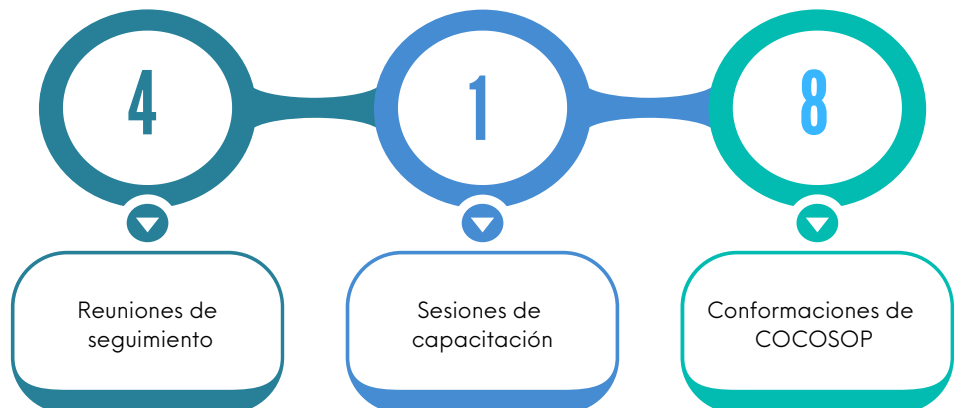 4
1
8
Reuniones de
seguimiento
Sesiones de
capacitación
Conformaciones de
COCOSOP